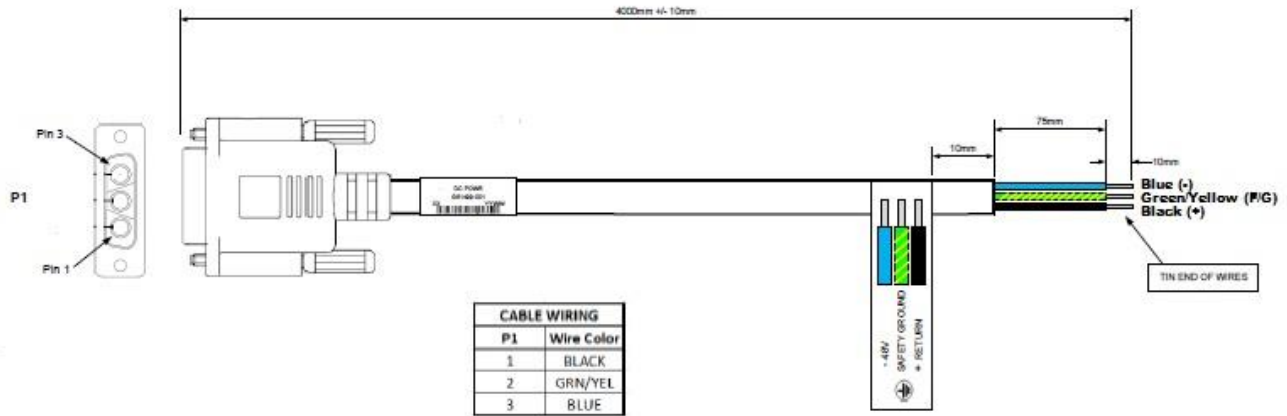 4000mm +/- 10mm
Pin 3
P1
Pin 1
DC POWR
75mm
10mm
10mm
Blue (-)
Green/Yellow (F/G)
Black (+)
TIN END OF WIRES
- 48V
SAFETY GROUND
+ RETURN
CABLE WIRING
P1 Wire Color
1 BLACK
2 GRN/YEL
3 BLUE